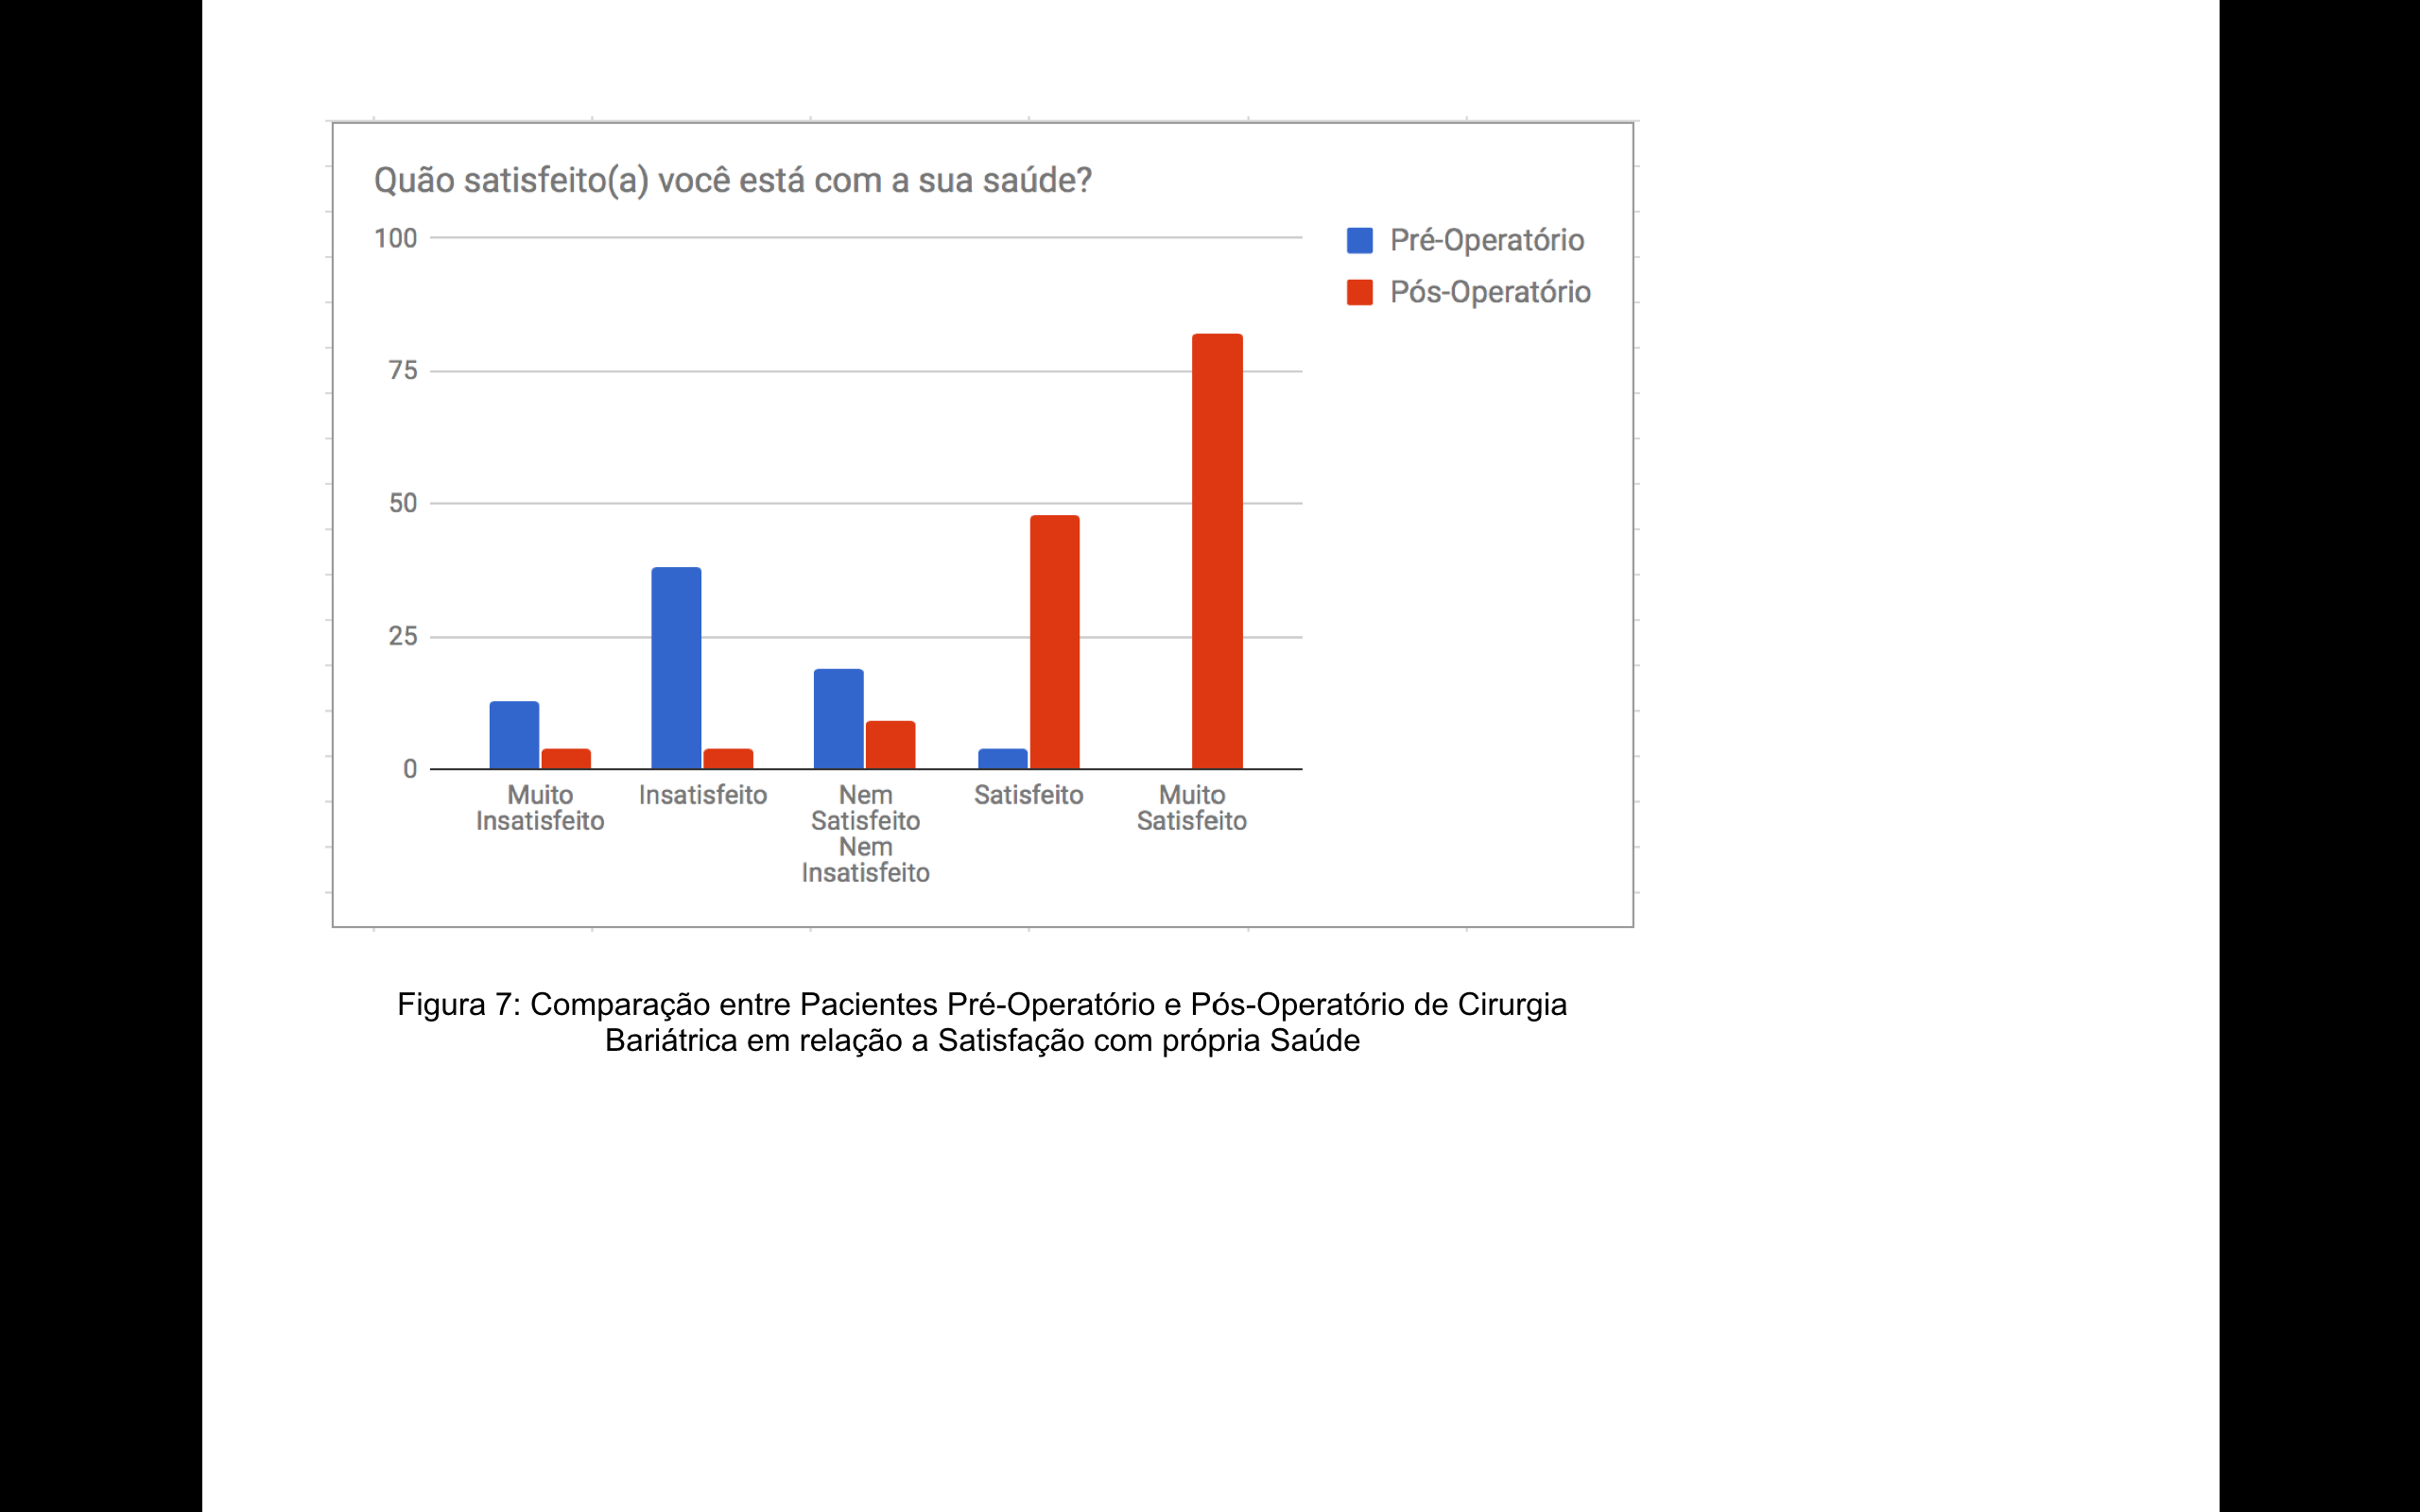 Quão satisfeito(a) você está com a sua saúde?
100
75
50
25
0
Pré-Operatório
Pós-Operatório
Muito
Insatisfeito
Insatisfeito
Nem
Satisfeito
Nem
Insatisfeito
Satisfeito
Muito
Satisfeito
Figura 7: Comparação entre Pacientes Pré-Operatório e Pós-Operatório de Cirurgia
Bariátrica em relação a Satisfação com própria Saúde